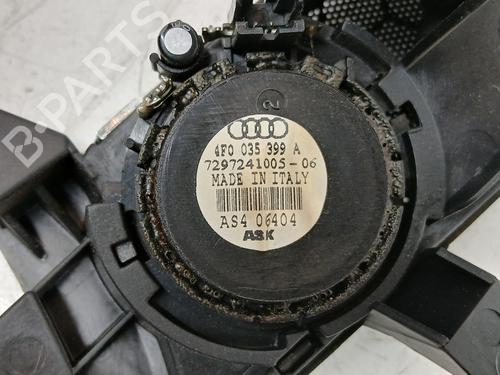 2
4F0 035 399 A
7297241005-06
MADE IN ITALY
AS4 06404
ASK
B-PARTS